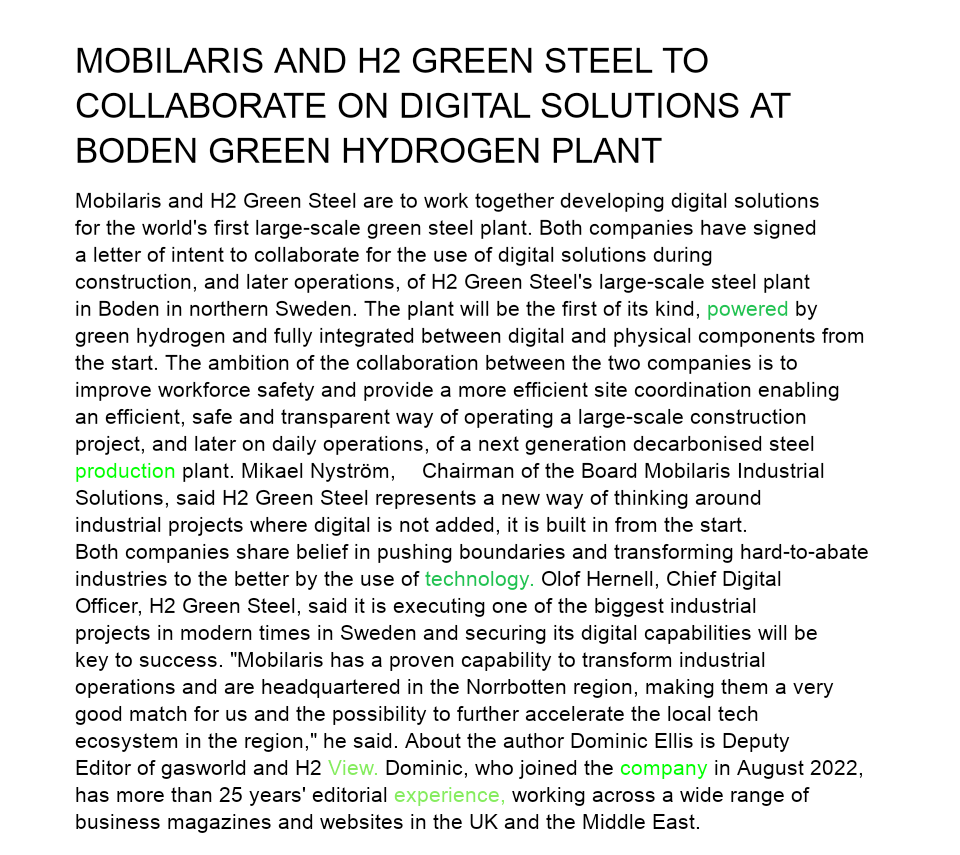 MOBILARIS AND H2 GREEN STEEL TO
COLLABORATE ON DIGITAL SOLUTIONS AT
BODEN GREEN HYDROGEN PLANT
Mobilaris and H2 Green Steel are to work together developing digital solutions
for the world's first large-scale green steel plant. Both companies have signed
a letter of intent to collaborate for the use of digital solutions during
construction, and later operations, of H2 Green Steel's large-scale steel plant
in Boden in northern Sweden. The plant will be the first of its kind, powered by
green hydrogen and fully integrated between digital and physical components from
the start. The ambition of the collaboration between the two companies is to
improve workforce safety and provide a more efficient site coordination enabling
an efficient, safe and transparent way of operating a large-scale construction
project, and later on daily operations, of a next generation decarbonised steel
production plant. Mikael Nyström, Chairman of the Board Mobilaris Industrial
Solutions, said H2 Green Steel represents a new way of thinking around
industrial projects where digital is not added, it is built in from the start.
Both companies share belief in pushing boundaries and transforming hard-to-abate
industries to the better by the use of technology. Olof Hernell, Chief Digital
Officer, H2 Green Steel, said it is executing one of the biggest industrial
projects in modern times in Sweden and securing its digital capabilities will be
key to success. "Mobilaris has a proven capability to transform industrial
operations and are headquartered in the Norrbotten region, making them a very
good match for us and the possibility to further accelerate the local tech
ecosystem in the region," he said. About the author Dominic Ellis is Deputy
Editor of gasworld and H2 View. Dominic, who joined the company in August 2022,
has more than 25 years' editorial experience, working across a wide range of
business magazines and websites in the UK and the Middle East.